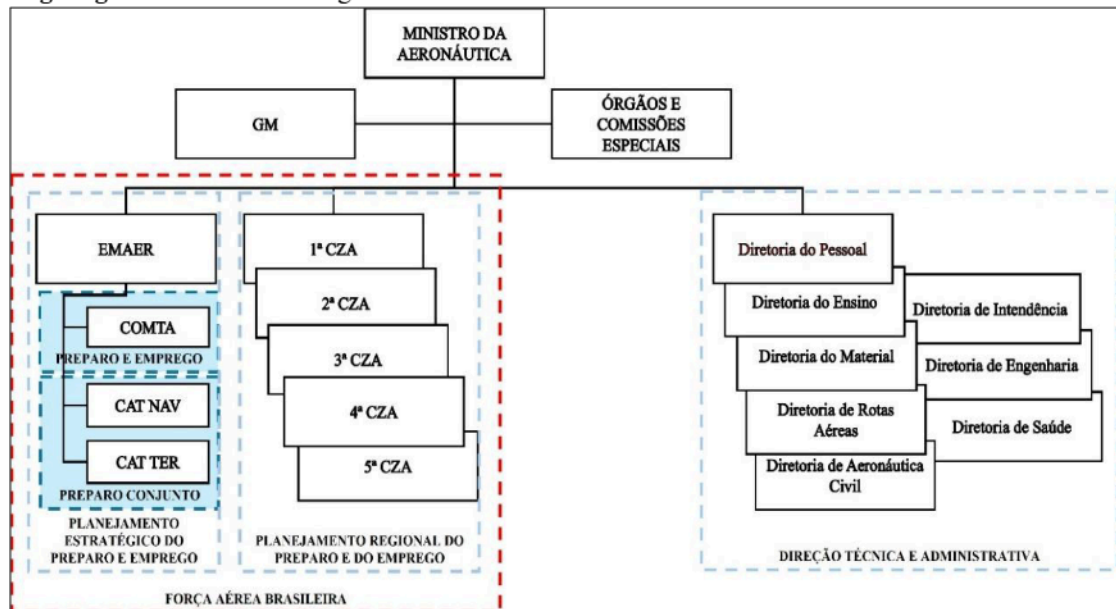 MINISTRO DA
AERONÁUTICA
GM
ÓRGÃOS E
COMISSÕES
ESPECIAIS
EMAER
COMTA
PREPARO E EMPREGO
CAT NAV
CAT TER
PREPARO CONJUNTO
PLANEJAMENTO
ESTRATÉGICO DO
PREPARO E EMPREGO
1ª CZA
2ª CZA
3ª CZA
4ª CZA
5ª CZA
PLANEJAMENTO REGIONAL DO
PREPARO E DO EMPREGO
FORÇA AÉREA BRASILEIRA
Diretoria do Pessoal
Diretoria do Ensino
Diretoria de Intendência
Diretoria do Material
Diretoria de Engenharia
Diretoria de Rotas
Aéreas
Diretoria de Saúde
Diretoria de Aeronáutica
Civil
DIREÇÃO TÉCNICA E ADMINISTRATIVA